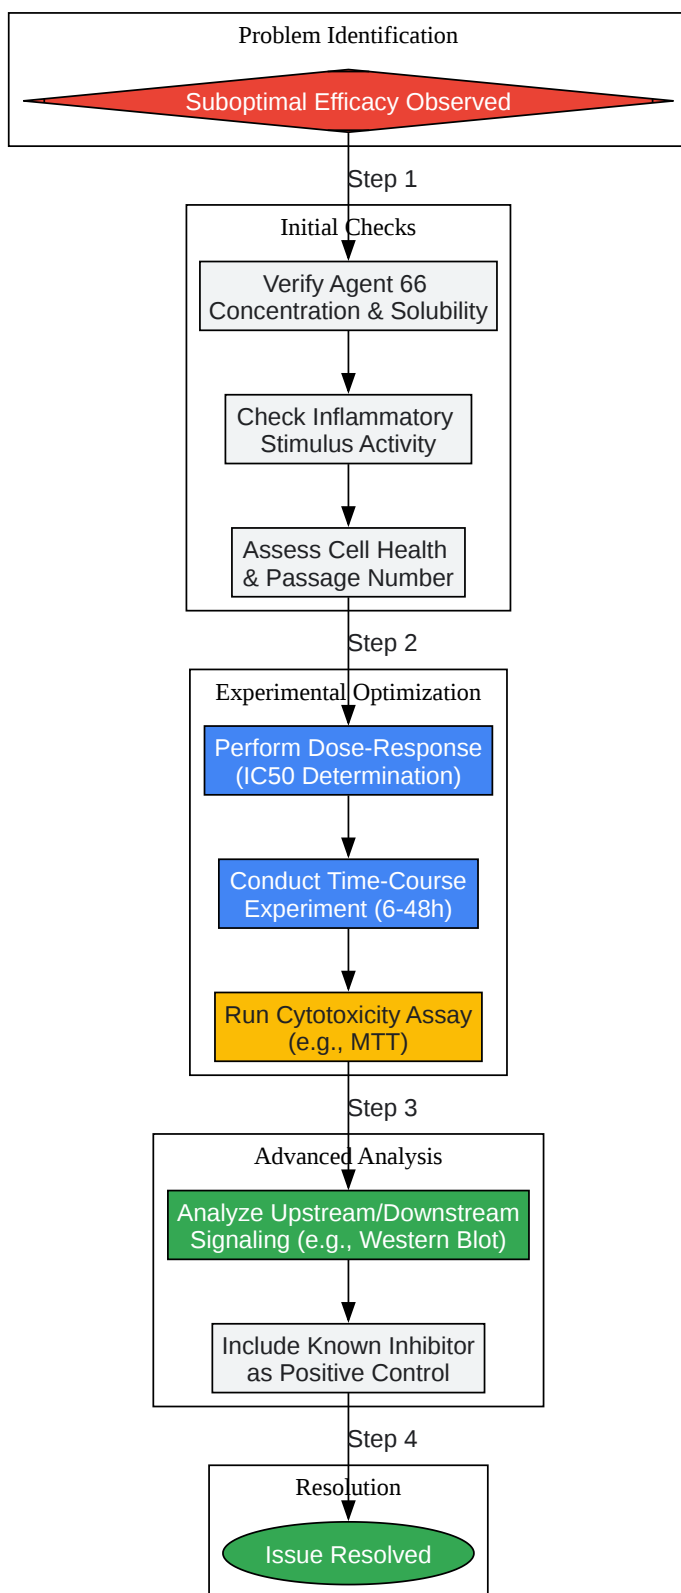 Problem Identification
Suboptimal Efficacy Observed
Step 1
Initial Checks
Verify Agent 66
Concentration & Solubility
Check Inflammatory
Stimulus Activity
Assess Cell Health
& Passage Number
Step 2
Experimental Optimization
Perform Dose-Response
(IC50 Determination)
Conduct Time-Course
Experiment (6-48h)
Run Cytotoxicity Assay
(e.g., MTT)
Step 3
Advanced Analysis
Analyze Upstream/Downstream
Signaling (e.g., Western Blot)
Include Known Inhibitor
as Positive Control
Step 4
Resolution
Issue Resolved